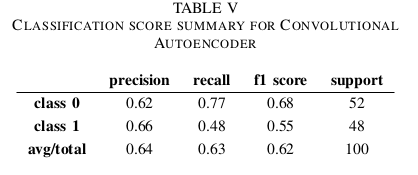 TABLE V
CLASSIFICATION SCORE SUMMARY FOR CONVOLUTIONAL
AUTOENCODER
precision recall f1 score support
class 0 0.62 0.77 0.68 52
class 1 0.66 0.48 0.55 48
avg/total 0.64 0.63 0.62 100